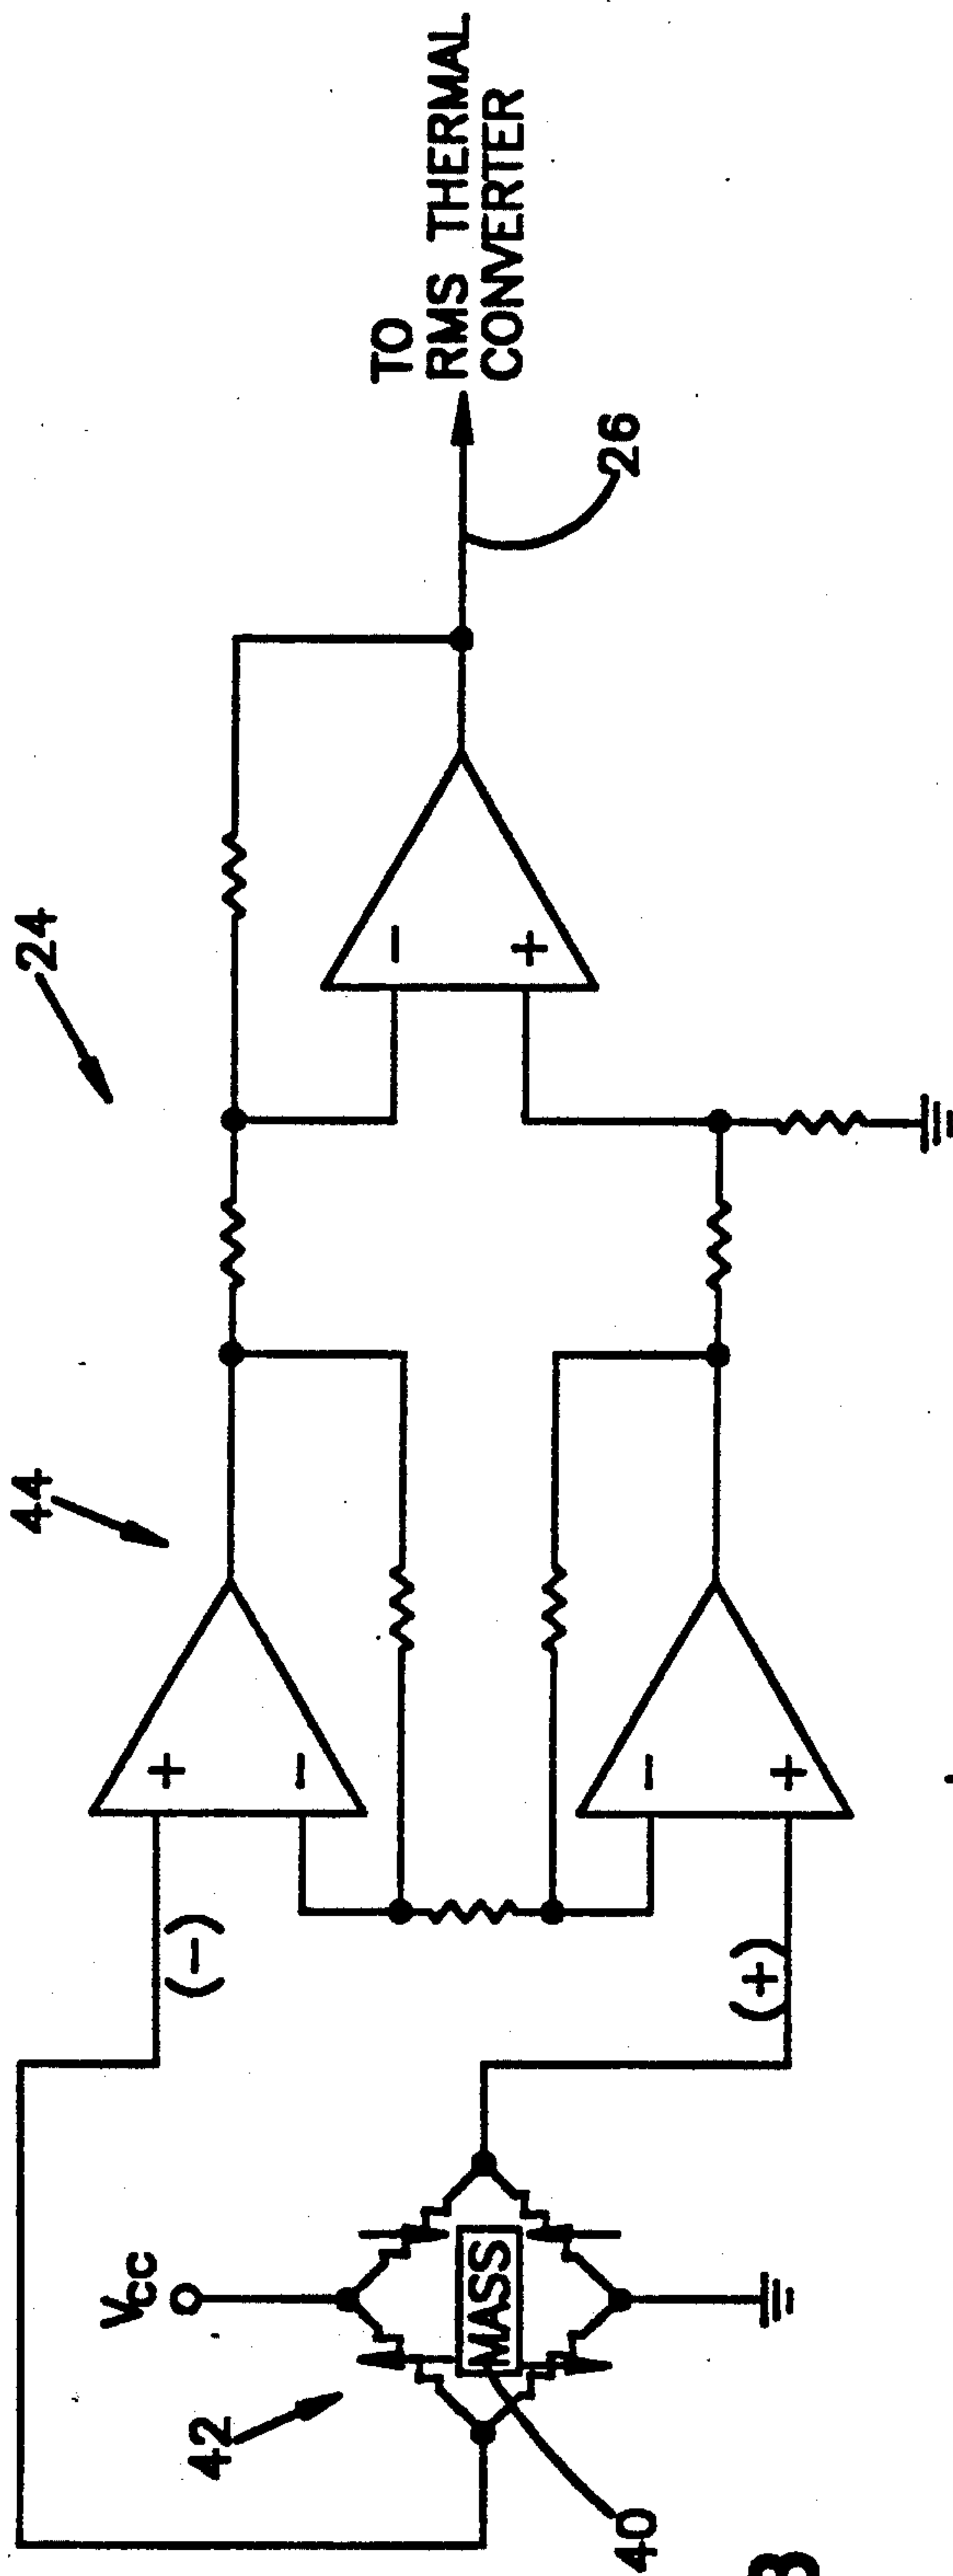 24
44
TO
RMS THERMAL
CONVERTER
26
+
−
(−)
−
+
(+)
−
+
VCC
42
MASS
40